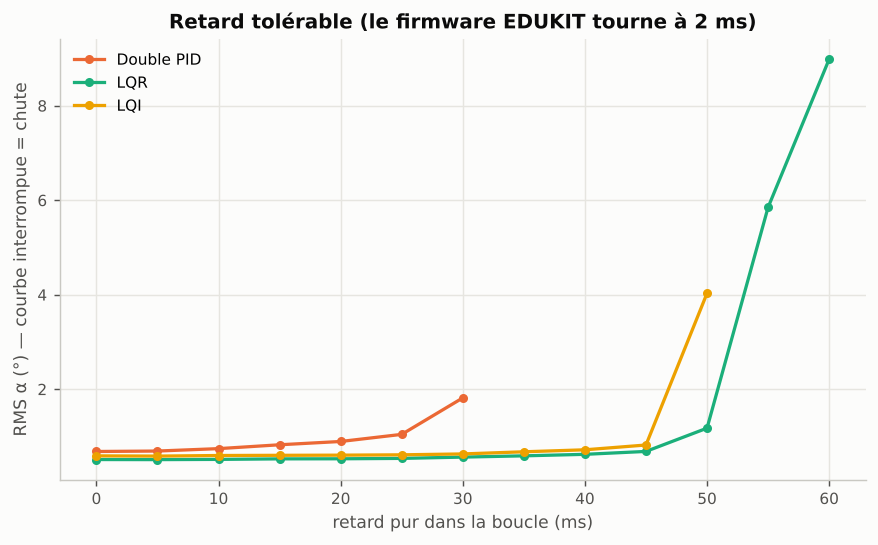 Retard tolérable (le firmware EDUKIT tourne à 2 ms)
Double PID
LQR
LQI
RMS α (°) — courbe interrompue = chute
8
6
4
2
0
10
20
30
40
50
60
retard pur dans la boucle (ms)